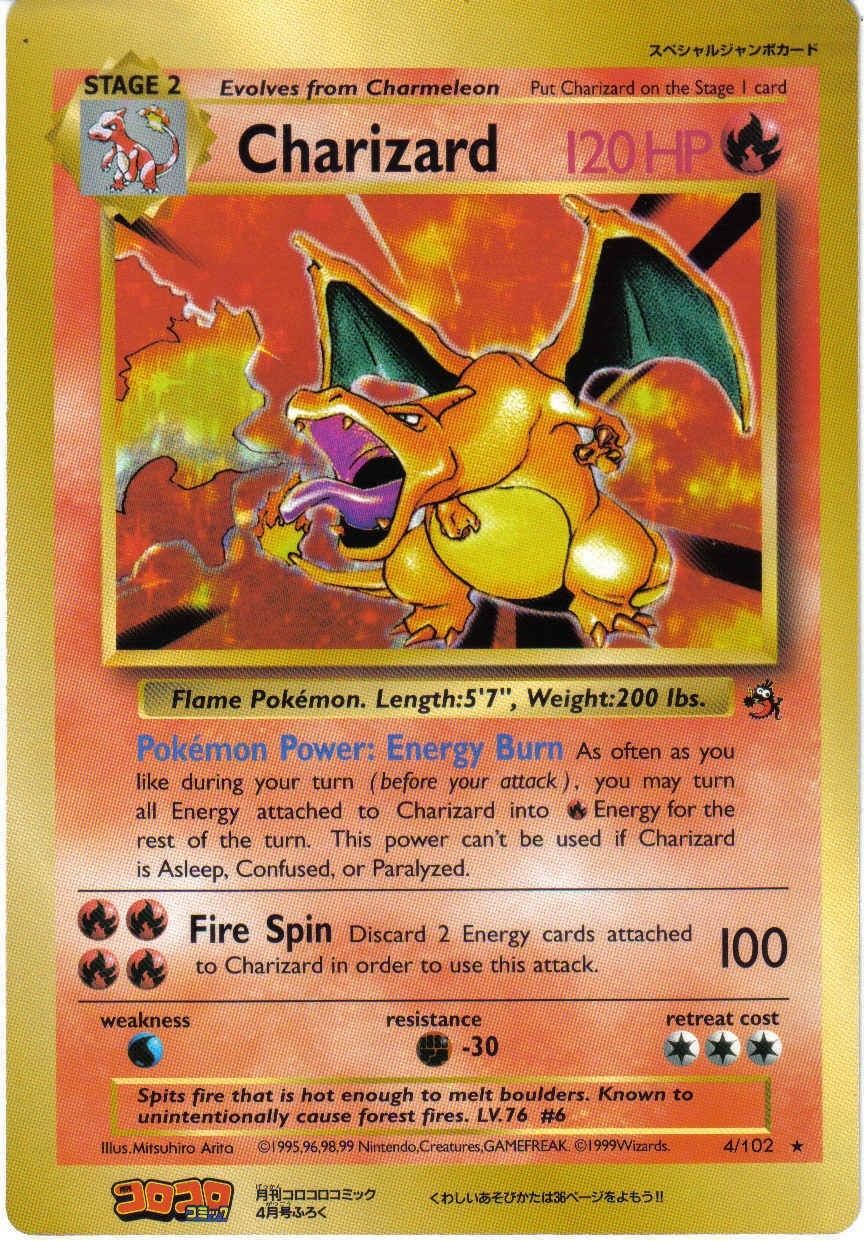 スペシャルジャンボカード
STAGE 2
Evolves from Charmeleon
Put Charizard on the Stage 1 card
Charizard
120 HP
Flame Pokémon. Length:5'7", Weight:200 lbs.
Pokémon Power: Energy Burn As often as you
like during your turn (before your attack), you may turn
all Energy attached to Charizard into Energy for the
rest of the turn. This power can't be used if Charizard
is Asleep, Confused, or Paralyzed.
Fire Spin Discard 2 Energy cards attached
to Charizard in order to use this attack.
100
weakness
resistance
retreat cost
-30
Spits fire that is hot enough to melt boulders. Known to
unintentionally cause forest fires. LV.76 #6
Illus.Mitsuhiro Arita ©1995,96,98,99 Nintendo,Creatures,GAMEFREAK. ©1999Wizards. 4/102 ★
コロコロ
コミック
月刊コロコロコミック
4月号ふろく
くわしいあそびかたは36ページをよもう!!